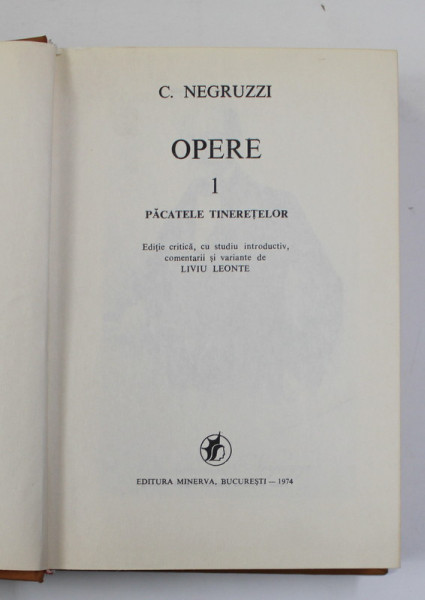 C. NEGRUZZI
OPERE
1
PĂCATELE TINEREȚELOR
Ediție critică, cu studiu introductiv,
comentarii și variante de
LIVIU LEONTE
EDITURA MINERVA, BUCUREȘTI — 1974